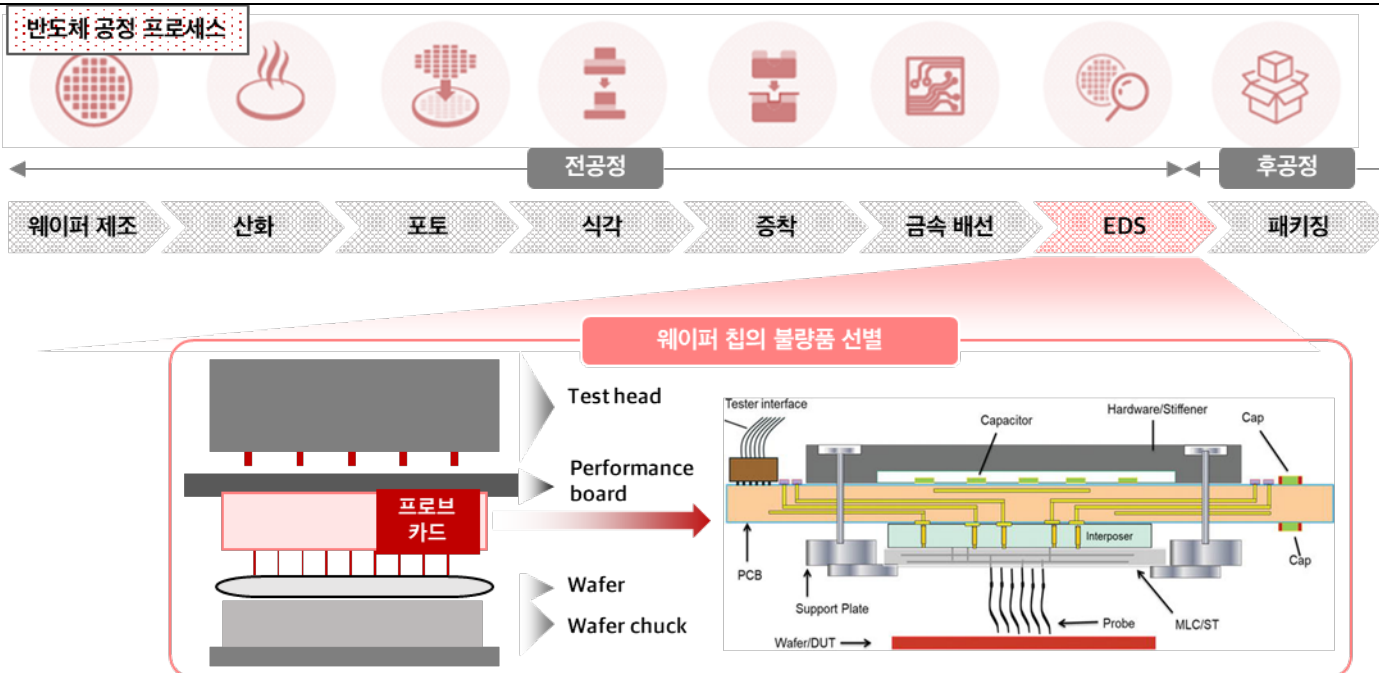 반도체 공정 프로세스
전공정
후공정
웨이퍼 제조
산화
포토
식각
증착
금속 배선
EDS
패키징
웨이퍼 칩의 불량품 선별
Test head
Performance
board
프로브
카드
Wafer
Wafer chuck
Tester interface
Capacitor
Hardware/Stiffener
Cap
Interposer
PCB
Cap
Support Plate
Probe
MLC/ST
Wafer/DUT